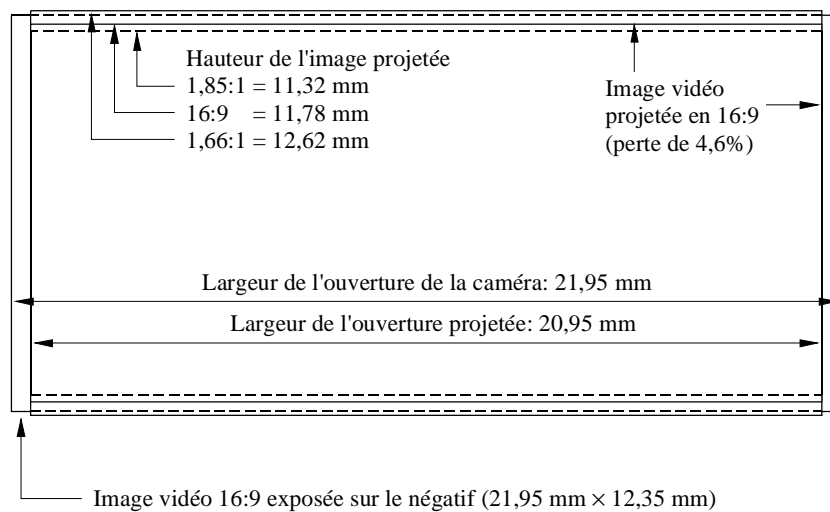 Hauteur de l'image projetée
1,85:1 = 11,32 mm
16:9 = 11,78 mm
1,66:1 = 12,62 mm
Image vidéo
projetée en 16:9
(perte de 4,6%)
Largeur de l'ouverture de la caméra: 21,95 mm
Largeur de l'ouverture projetée: 20,95 mm
Image vidéo 16:9 exposée sur le négatif (21,95 mm × 12,35 mm)